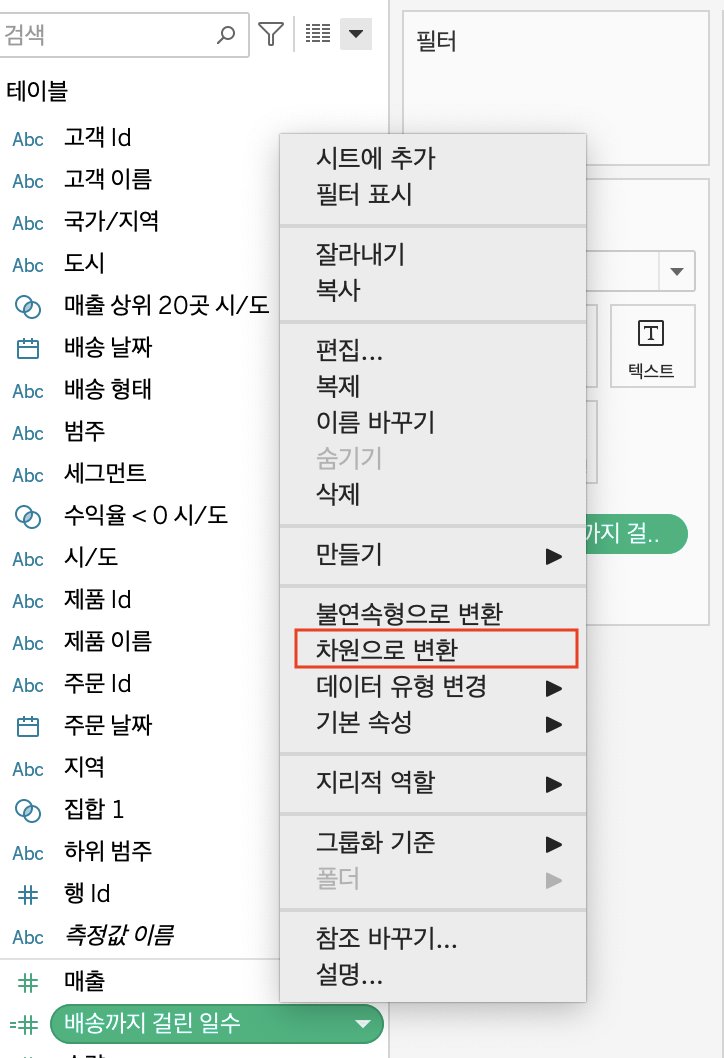 검색
테이블
Abc 고객 Id
Abc 고객 이름
Abc 국가/지역
Abc 도시
매출 상위 20곳 시/도
배송 날짜
Abc 배송 형태
Abc 범주
Abc 세그먼트
수익율 < 0 시/도
Abc 시/도
Abc 제품 Id
Abc 제품 이름
Abc 주문 Id
주문 날짜
Abc 지역
집합 1
Abc 하위 범주
# 행 Id
Abc 측정값 이름
# 매출
=# 배송까지 걸린 일수
시트에 추가
필터 표시
잘라내기
복사
편집...
복제
이름 바꾸기
숨기기
삭제
만들기
불연속형으로 변환
차원으로 변환
데이터 유형 변경
기본 속성
지리적 역할
그룹화 기준
폴더
참조 바꾸기...
설명...
필터
T
텍스트
까지 걸..